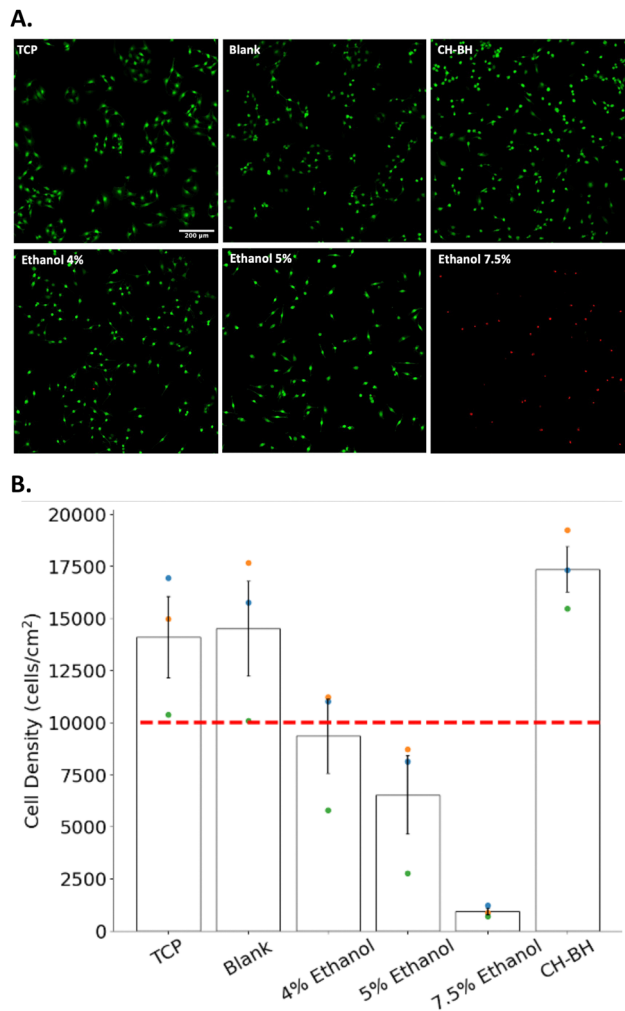 A.
TCP
Blank
CH-BH
200 µm
Ethanol 4%
Ethanol 5%
Ethanol 7.5%
B.
Cell Density (cells/cm²)
20000
17500
15000
12500
10000
7500
5000
2500
0
TCP
Blank
4% Ethanol
5% Ethanol
7.5% Ethanol
CH-BH